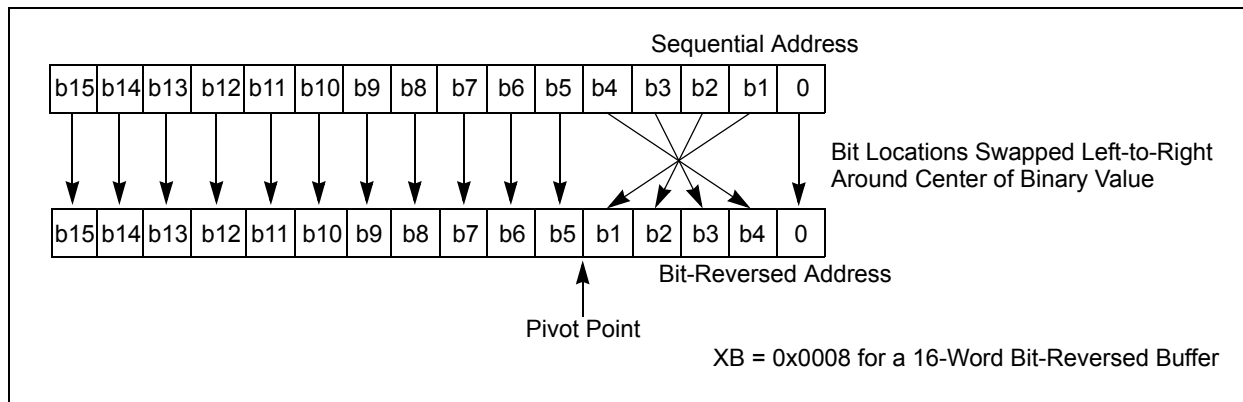 Sequential Address
b15 b14 b13 b12 b11 b10 b9 b8 b7 b6 b5 b4 b3 b2 b1 0
Bit Locations Swapped Left-to-Right
Around Center of Binary Value
b15 b14 b13 b12 b11 b10 b9 b8 b7 b6 b5 b1 b2 b3 b4 0
Bit-Reversed Address
Pivot Point
XB = 0x0008 for a 16-Word Bit-Reversed Buffer